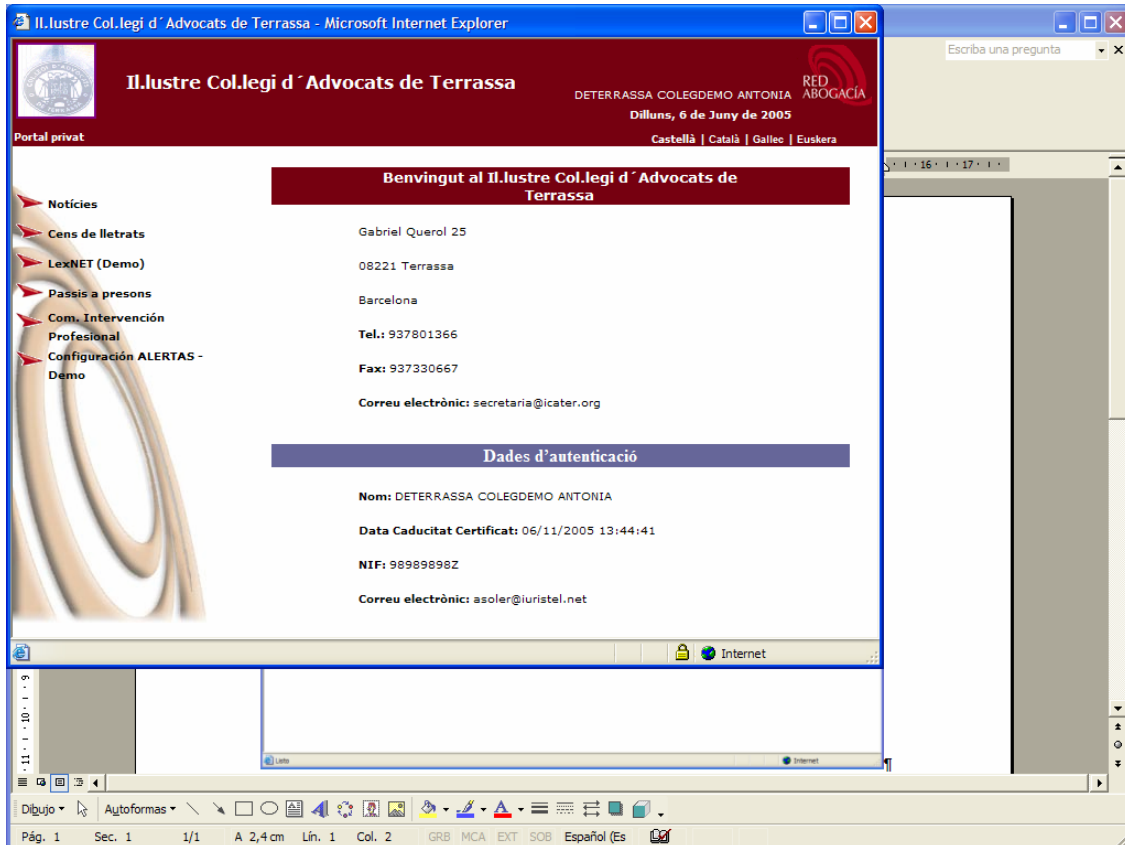 Il.lustre Col.legi d´Advocats de Terrassa - Microsoft Internet Explorer
Escriba una pregunta
Il.lustre Col.legi d´Advocats de Terrassa
RED
ABOGACÍA
DETERRASSA COLEGDEMO ANTONIA
Dilluns, 6 de Juny de 2005
Portal privat
Castellà | Català | Gallec | Euskera
16 17
Benvingut al Il.lustre Col.legi d´Advocats de
Terrassa
Notícies
Cens de lletrats
LexNET (Demo)
Passis a presons
Com. Intervención
Profesional
Configuración ALERTAS -
Demo
Gabriel Querol 25
08221 Terrassa
Barcelona
Tel.: 937801366
Fax: 937330667
Correu electrònic: secretaria@icater.org
Dades d'autenticació
Nom: DETERRASSA COLEGDEMO ANTONIA
Data Caducitat Certificat: 06/11/2005 13:44:41
NIF: 98989898Z
Correu electrònic: asoler@iuristel.net
Internet
9
10
11
Listo
Internet
¶
Dibujo
Autoformas
Pág. 1 Sec. 1 1/1 A 2,4 cm Lín. 1 Col. 2 GRB MCA EXT SOB Español (Es